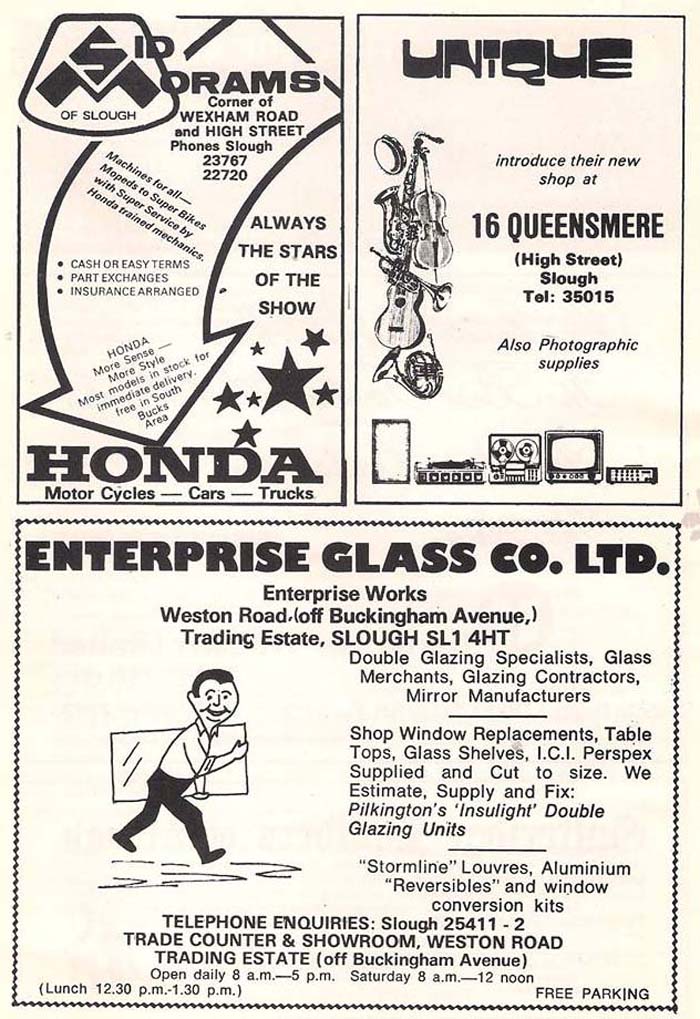 SID
MORAMS
OF SLOUGH
Corner of
WEXHAM ROAD
and HIGH STREET
Phones Slough
23767
22720
Machines for all—
Mopeds to Super Bikes
with Super Service by
Honda trained mechanics.
• CASH OR EASY TERMS
• PART EXCHANGES
• INSURANCE ARRANGED
ALWAYS
THE STARS
OF THE
SHOW
HONDA
More Sense —
More Style
Most models in stock for
immediate delivery.
free in South
Bucks
Area
HONDA
Motor Cycles — Cars — Trucks
UNIQUE
introduce their new
shop at
16 QUEENSMERE
(High Street)
Slough
Tel: 35015
Also Photographic
supplies
ENTERPRISE GLASS CO. LTD.
Enterprise Works
Weston Road,(off Buckingham Avenue,)
Trading Estate, SLOUGH SL1 4HT
Double Glazing Specialists, Glass
Merchants, Glazing Contractors,
Mirror Manufacturers
Shop Window Replacements, Table
Tops, Glass Shelves, I.C.I. Perspex
Supplied and Cut to size. We
Estimate, Supply and Fix:
Pilkington's 'Insulight' Double
Glazing Units
"Stormline" Louvres, Aluminium
"Reversibles" and window
conversion kits
TELEPHONE ENQUIRIES: Slough 25411 - 2
TRADE COUNTER & SHOWROOM, WESTON ROAD
TRADING ESTATE (off Buckingham Avenue)
Open daily 8 a.m.—5 p.m. Saturday 8 a.m.—12 noon
(Lunch 12.30 p.m.-1.30 p.m.)
FREE PARKING